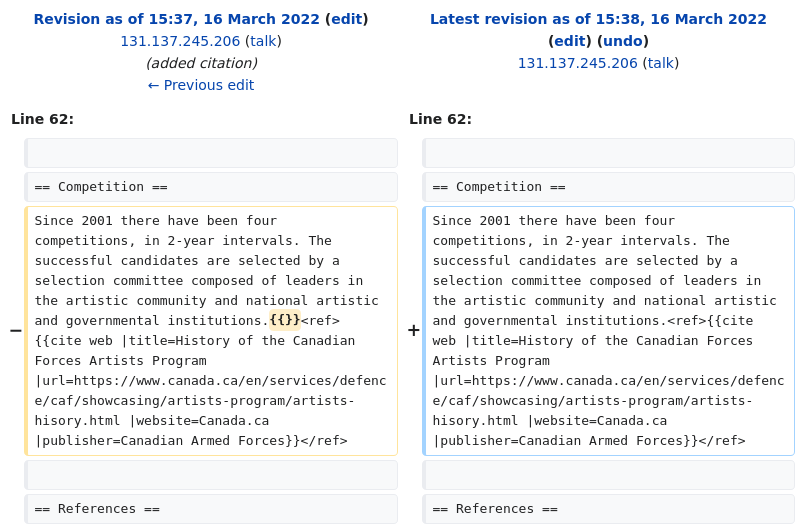 Revision as of 15:37, 16 March 2022 (edit)
131.137.245.206 (talk)
(added citation)
← Previous edit
Latest revision as of 15:38, 16 March 2022
(edit) (undo)
131.137.245.206 (talk)
Line 62:
Line 62:
== Competition ==
== Competition ==
−
Since 2001 there have been four
competitions, in 2-year intervals. The
successful candidates are selected by a
selection committee composed of leaders in
the artistic community and national artistic
and governmental institutions.{{}}<ref>
{{cite web |title=History of the Canadian
Forces Artists Program
|url=https://www.canada.ca/en/services/defenc
e/caf/showcasing/artists-program/artists-
hisory.html |website=Canada.ca
|publisher=Canadian Armed Forces}}</ref>
+
Since 2001 there have been four
competitions, in 2-year intervals. The
successful candidates are selected by a
selection committee composed of leaders in
the artistic community and national artistic
and governmental institutions.<ref>{{cite
web |title=History of the Canadian Forces
Artists Program
|url=https://www.canada.ca/en/services/defenc
e/caf/showcasing/artists-program/artists-
hisory.html |website=Canada.ca
|publisher=Canadian Armed Forces}}</ref>
== References ==
== References ==